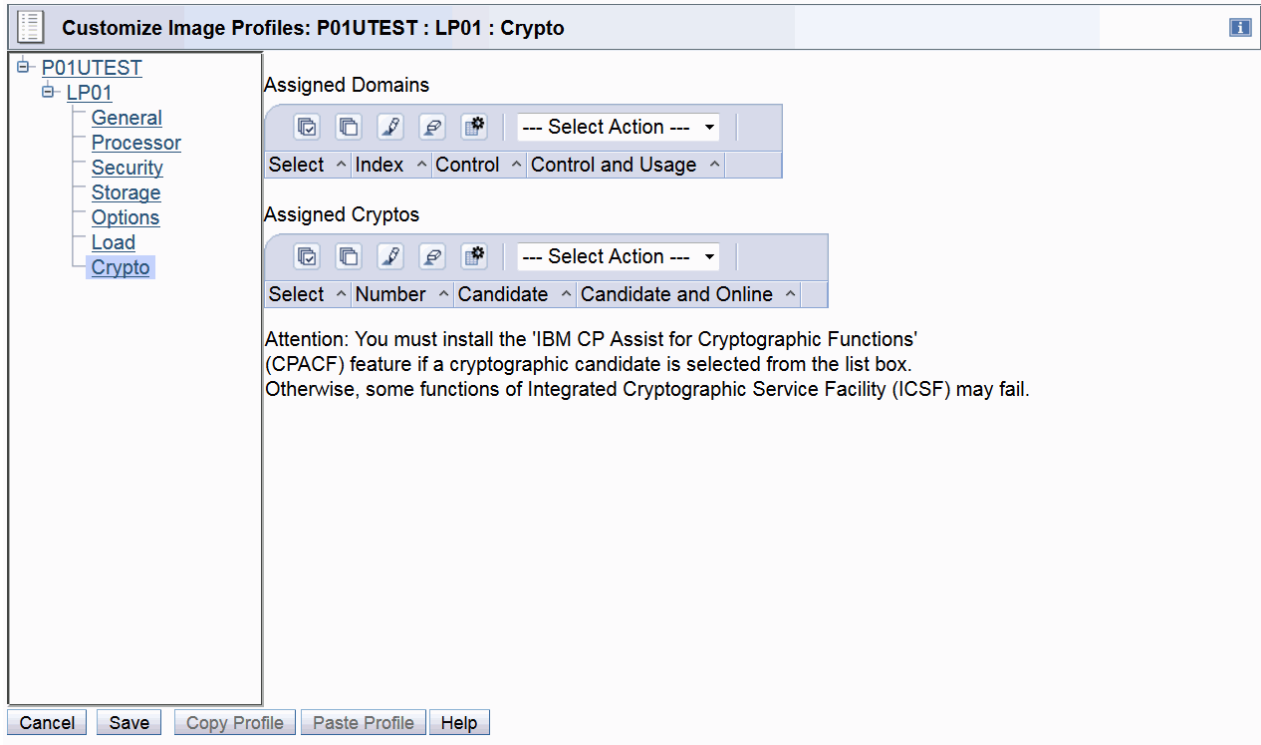 Customize Image Profiles: P01UTEST : LP01 : Crypto
i
P01UTEST
LP01
General
Processor
Security
Storage
Options
Load
Crypto
Assigned Domains
--- Select Action ---
Select ^ Index ^ Control ^ Control and Usage ^
Assigned Cryptos
--- Select Action ---
Select ^ Number ^ Candidate ^ Candidate and Online ^
Attention: You must install the 'IBM CP Assist for Cryptographic Functions'
(CPACF) feature if a cryptographic candidate is selected from the list box.
Otherwise, some functions of Integrated Cryptographic Service Facility (ICSF) may fail.
Cancel Save Copy Profile Paste Profile Help